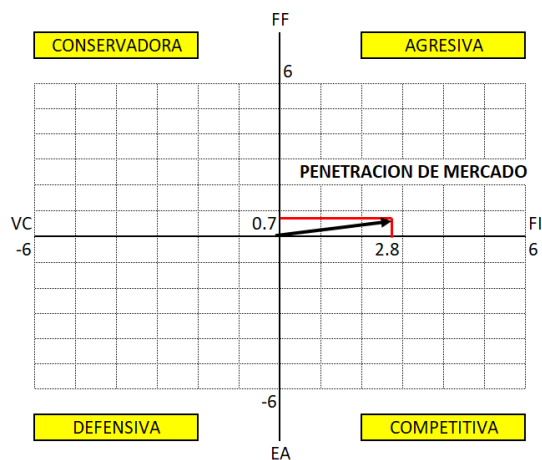 FF
CONSERVADORA
AGRESIVA
6
PENETRACION DE MERCADO
VC
0.7
FI
-6
2.8
6
-6
DEFENSIVA
COMPETITIVA
EA